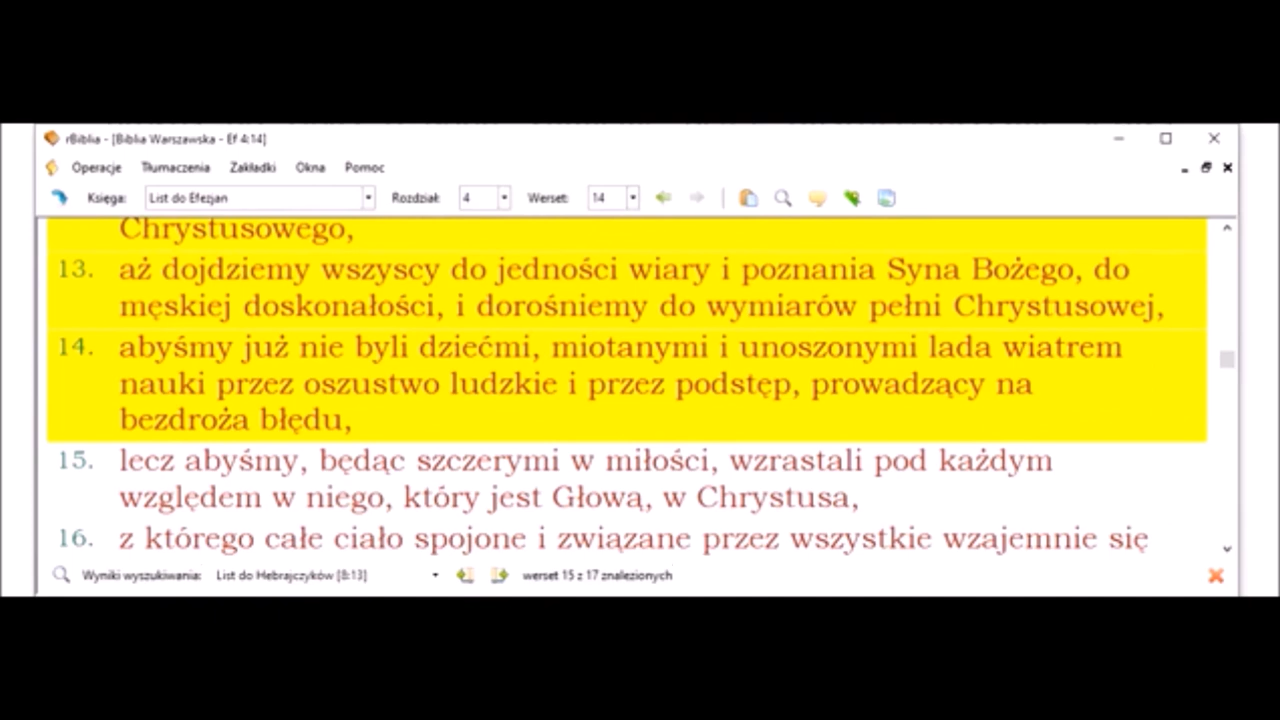 rBiblia - [Biblia Warszawska - Ef 4:14]
Operacje Tłumaczenia Zakładki Okna Pomoc
Księga: List do Efezjan Rozdział: 4 Werset: 14
Chrystusowego,
13. aż dojdziemy wszyscy do jedności wiary i poznania Syna Bożego, do
męskiej doskonałości, i dorośniemy do wymiarów pełni Chrystusowej,
14. abyśmy już nie byli dziećmi, miotanymi i unoszonymi lada wiatrem
nauki przez oszustwo ludzkie i przez podstęp, prowadzący na
bezdroża błędu,
15. lecz abyśmy, będąc szczerymi w miłości, wzrastali pod każdym
względem w niego, który jest Głową, w Chrystusa,
16. z którego całe ciało spojone i związane przez wszystkie wzajemnie się
Wyniki wyszukiwania: List do Hebrajczyków [8:13] werset 15 z 17 znalezionych